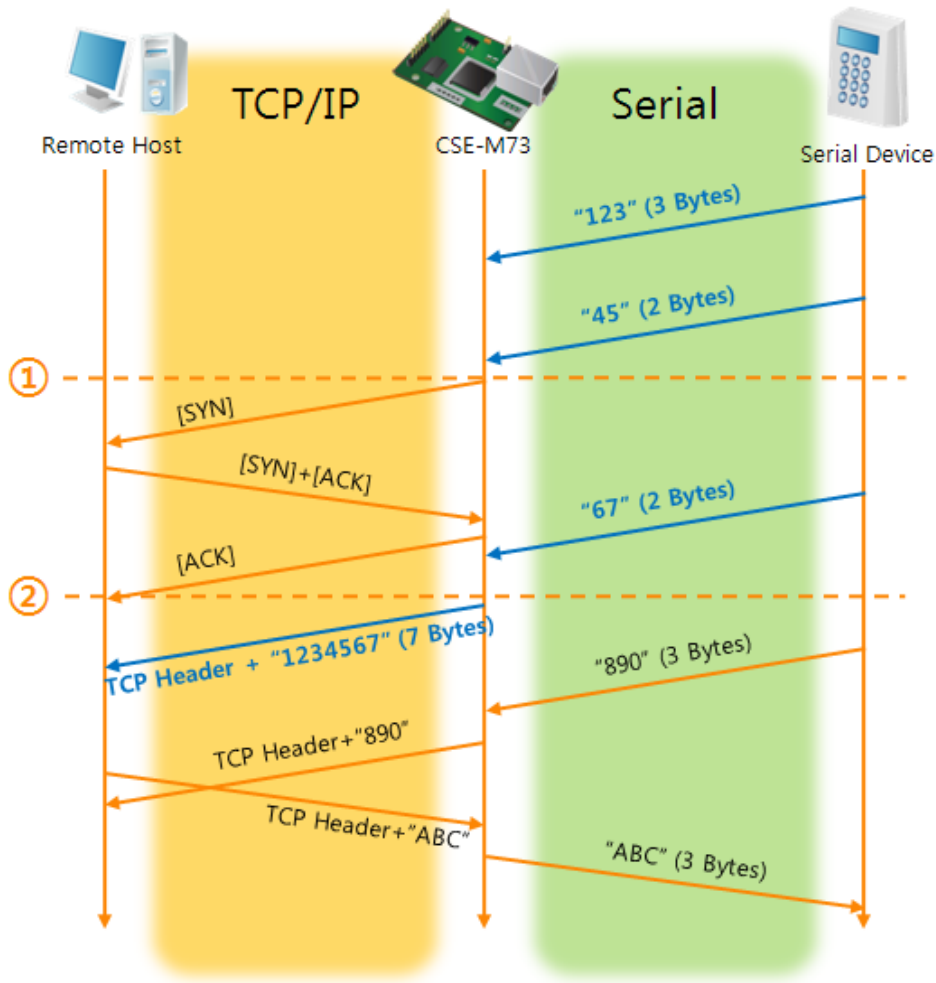 TCP/IP
Serial
Remote Host
CSE-M73
Serial Device
“123” (3 Bytes)
“45” (2 Bytes)
①
[SYN]
[SYN]+[ACK]
“67” (2 Bytes)
[ACK]
②
TCP Header + “1234567” (7 Bytes)
“890” (3 Bytes)
TCP Header+“890”
TCP Header+“ABC”
“ABC” (3 Bytes)